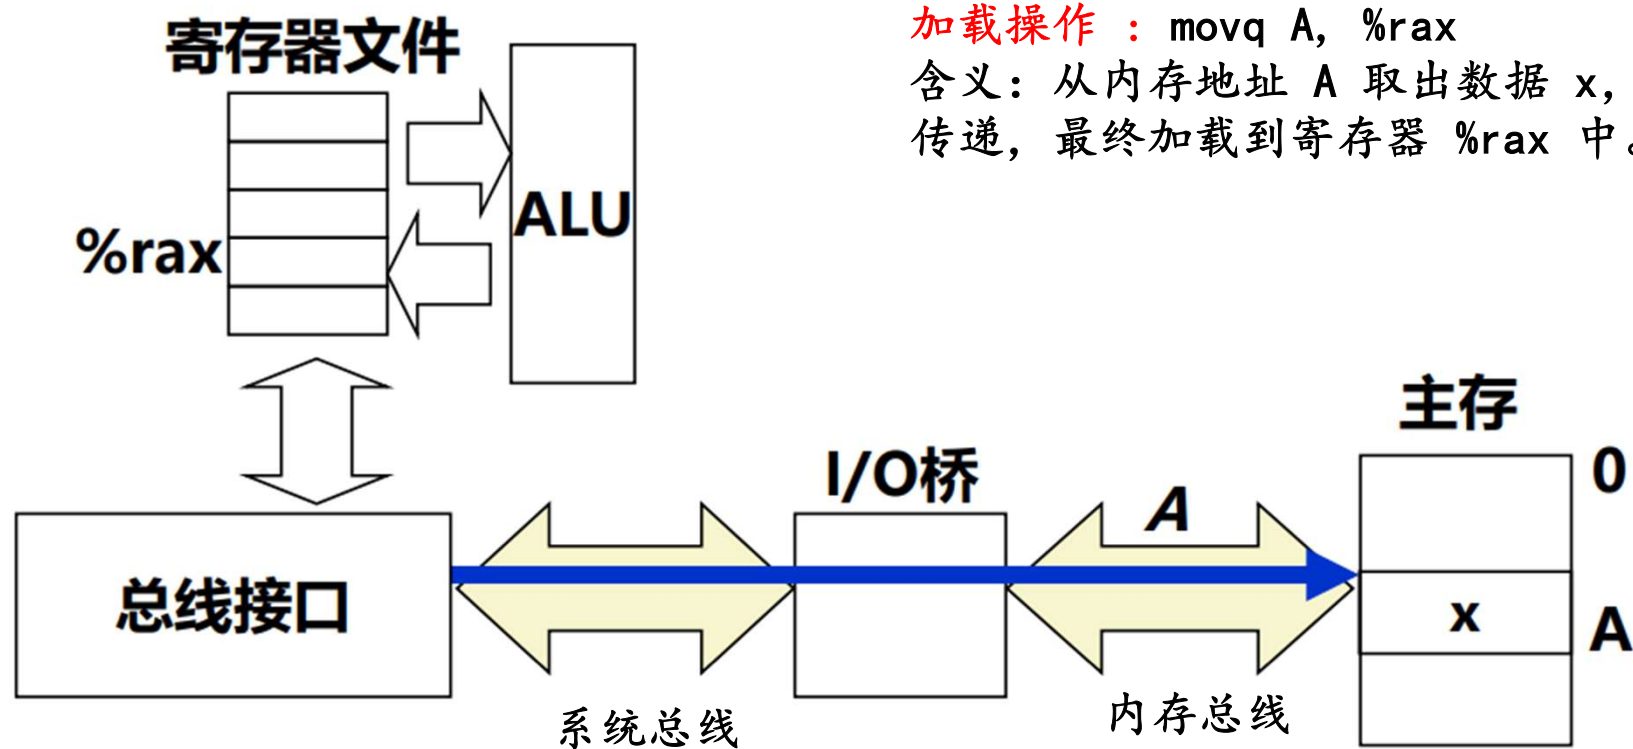 加载操作 ：movq A, %rax
含义：从内存地址 A 取出数据 x,
传递，最终加载到寄存器 %rax 中。
寄存器文件
ALU
%rax
主存
0
I/O桥
A
总线接口
x
A
系统总线
内存总线